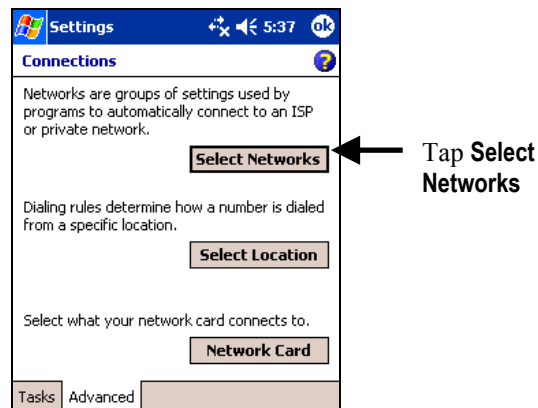 Settings 5:37 ok
Connections ?
Networks are groups of settings used by
programs to automatically connect to an ISP
or private network.
Select Networks
Tap Select
Networks
Dialing rules determine how a number is dialed
from a specific location.
Select Location
Select what your network card connects to.
Network Card
Tasks Advanced